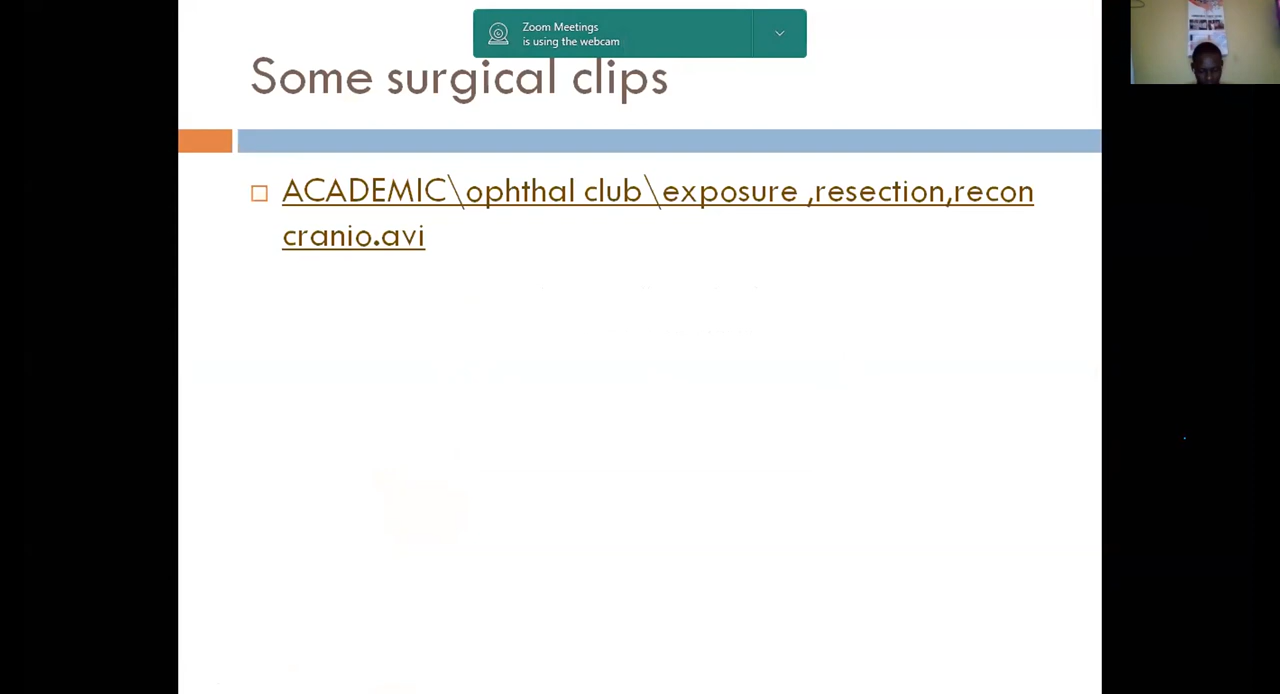 Zoom Meetings
is using the webcam
Some surgical clips
ACADEMIC\ophthal club\exposure ,resection,recon
cranio.avi